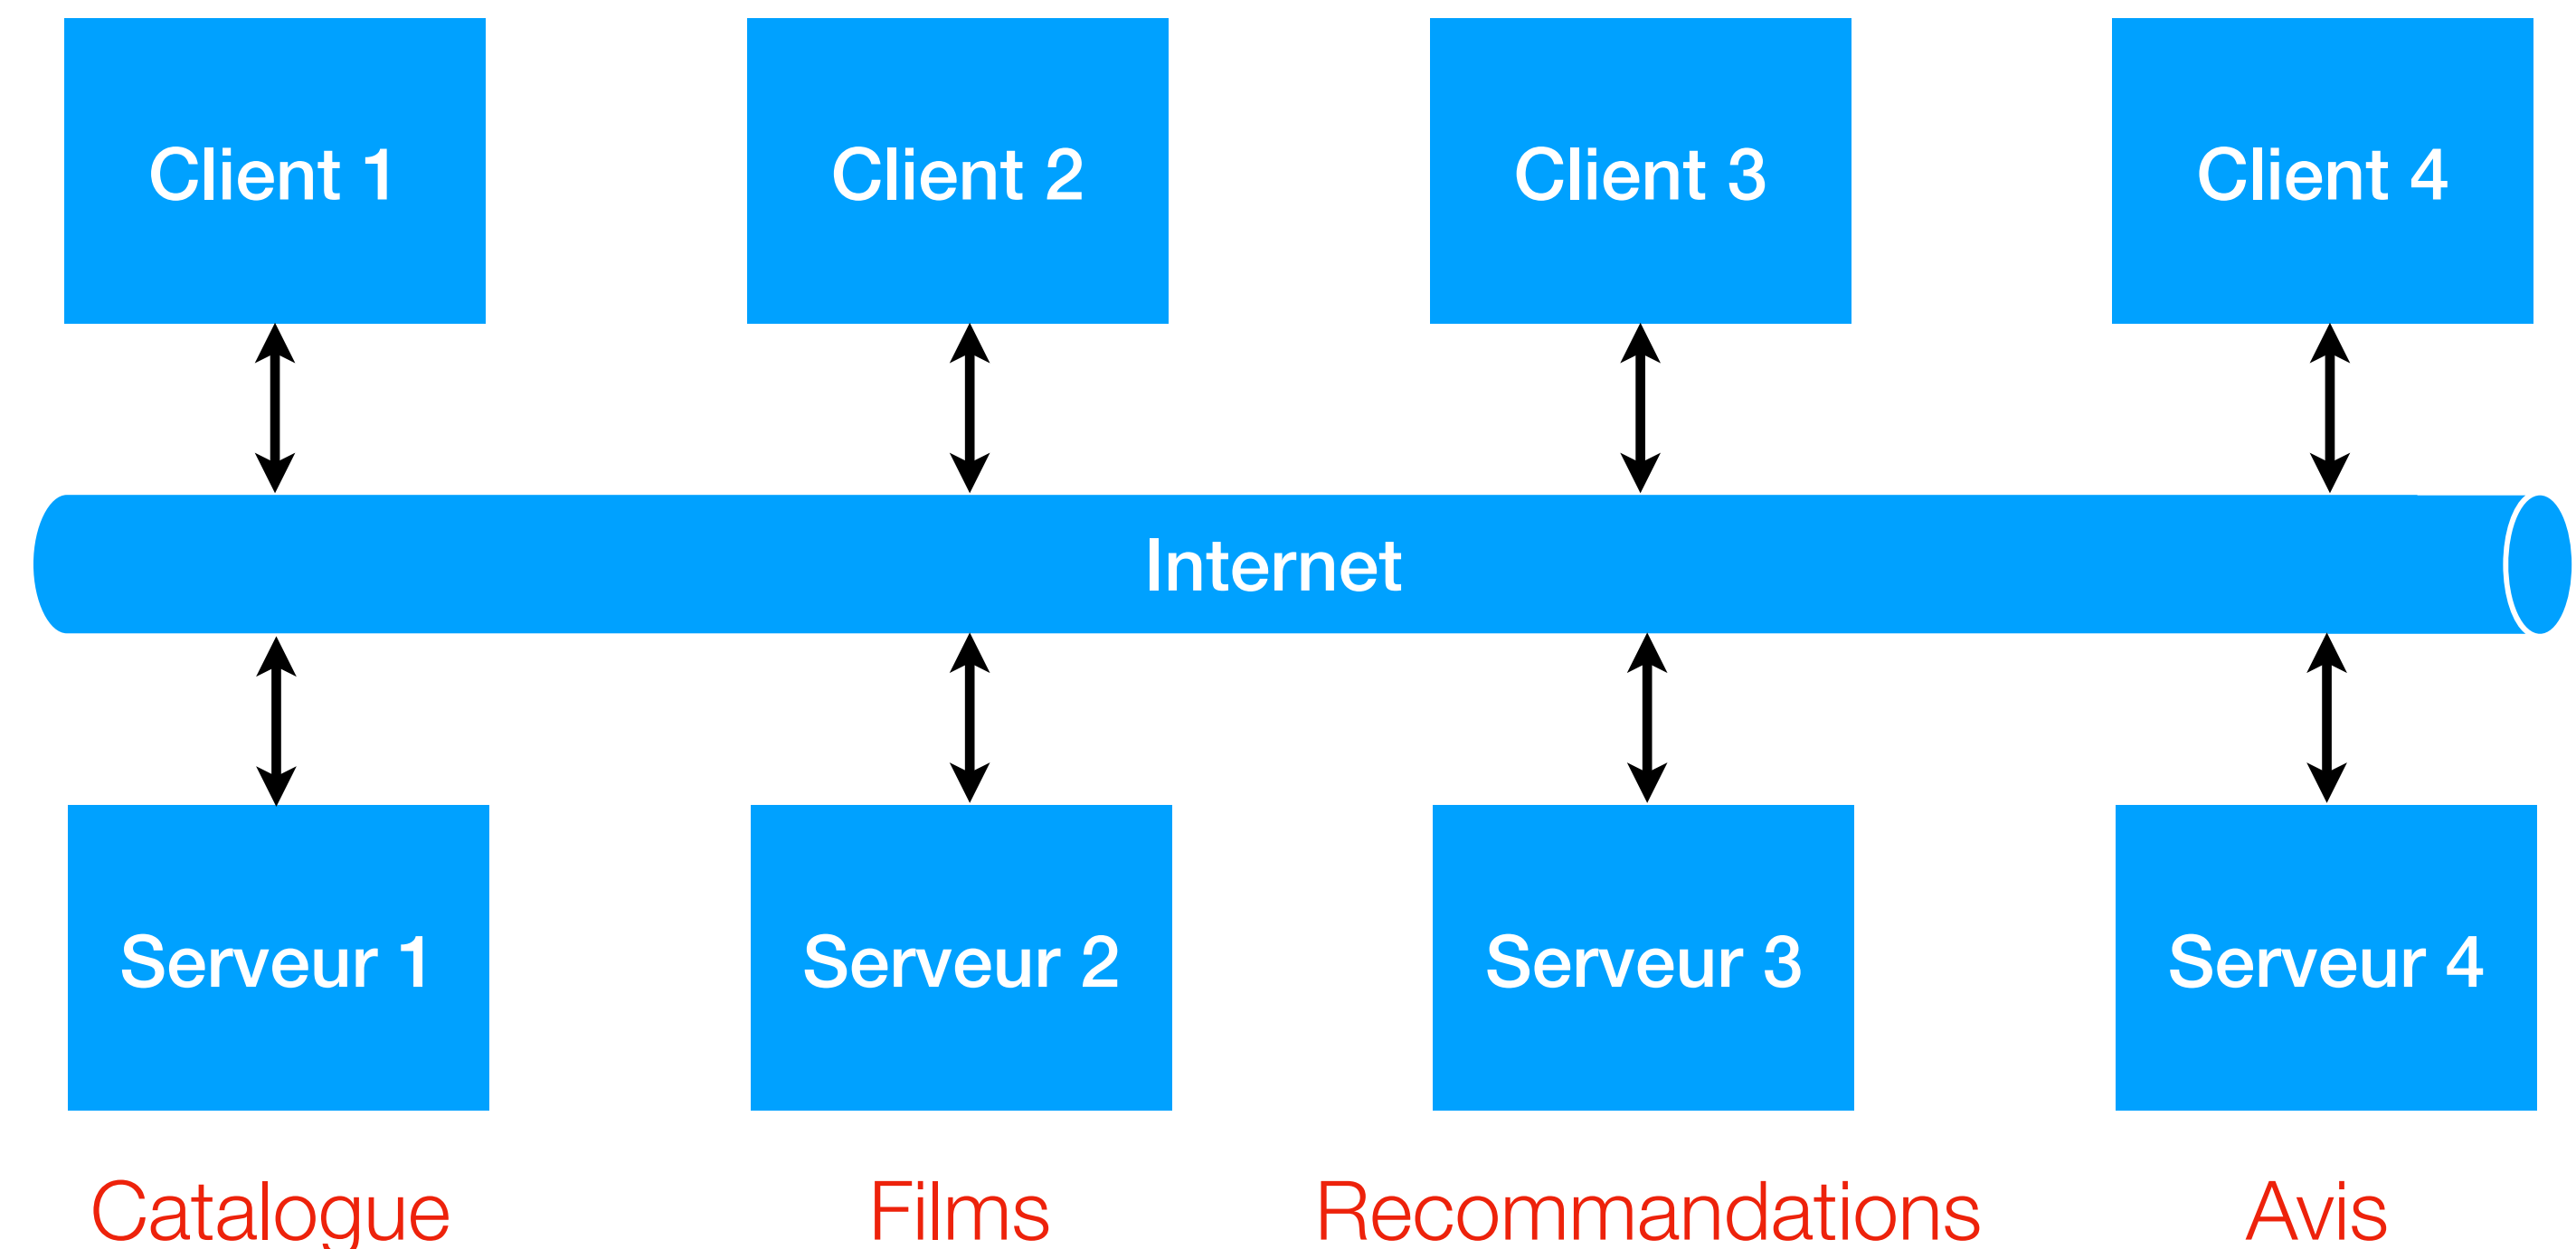 Client 1
Client 2
Client 3
Client 4
Internet
Serveur 1
Serveur 2
Serveur 3
Serveur 4
Catalogue
Films
Recommandations
Avis